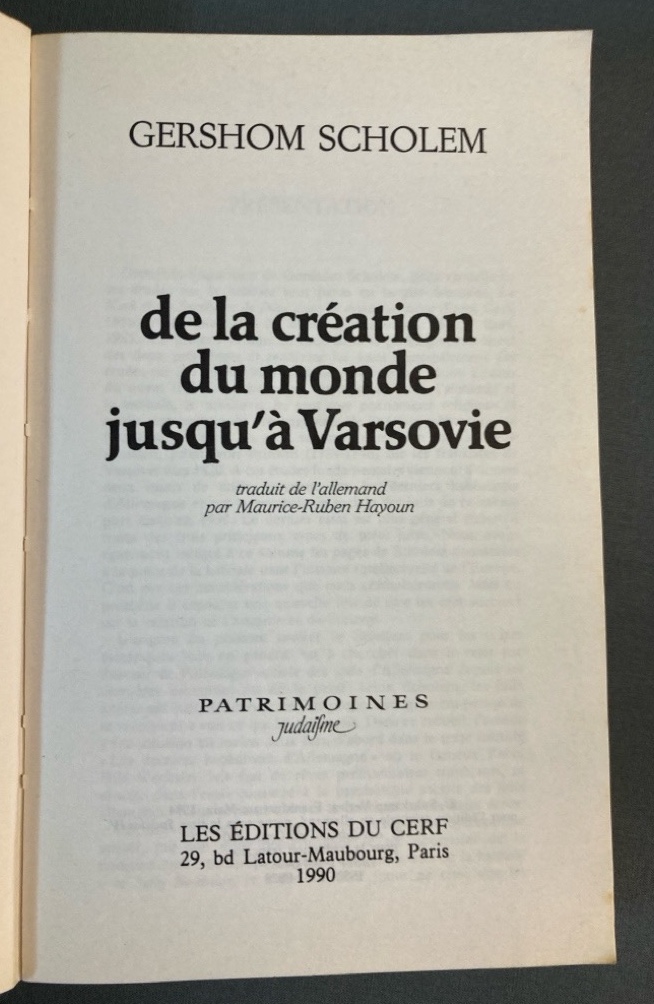 GERSHOM SCHOLEM
de la création
du monde
jusqu'à Varsovie
traduit de l'allemand
par Maurice-Ruben Hayoun
PATRIMOINES
judaïsme
LES ÉDITIONS DU CERF
29, bd Latour-Maubourg, Paris
1990